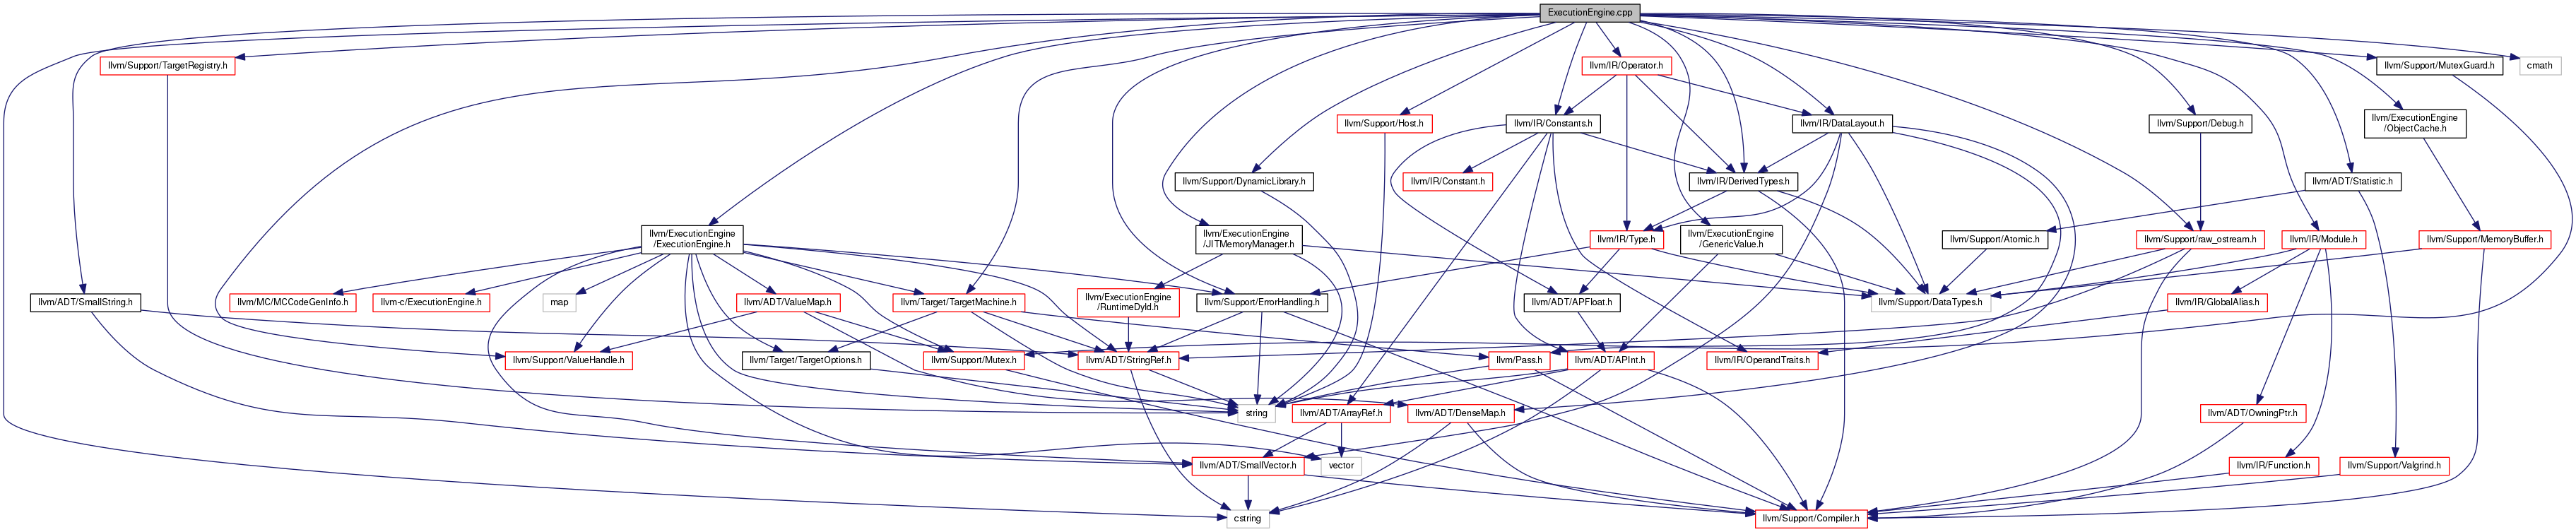 ExecutionEngine.cpp
llvm/Support/TargetRegistry.h
llvm/IR/Operator.h
llvm/Support/MutexGuard.h
cmath
llvm/Support/Host.h
llvm/IR/Constants.h
llvm/IR/DataLayout.h
llvm/Support/Debug.h
llvm/ExecutionEngine
/ObjectCache.h
llvm/Support/DynamicLibrary.h
llvm/IR/Constant.h
llvm/IR/DerivedTypes.h
llvm/ADT/Statistic.h
llvm/ExecutionEngine
/ExecutionEngine.h
llvm/ExecutionEngine
/JITMemoryManager.h
llvm/IR/Type.h
llvm/ExecutionEngine
/GenericValue.h
llvm/Support/Atomic.h
llvm/Support/raw_ostream.h
llvm/IR/Module.h
llvm/Support/MemoryBuffer.h
llvm/ADT/SmallString.h
llvm/MC/MCCodeGenInfo.h
llvm-c/ExecutionEngine.h
map
llvm/ADT/ValueMap.h
llvm/Target/TargetMachine.h
llvm/ExecutionEngine
/RuntimeDyld.h
llvm/Support/ErrorHandling.h
llvm/ADT/APFloat.h
llvm/Support/DataTypes.h
llvm/IR/GlobalAlias.h
llvm/Support/ValueHandle.h
llvm/Target/TargetOptions.h
llvm/Support/Mutex.h
llvm/ADT/StringRef.h
llvm/Pass.h
llvm/ADT/APInt.h
llvm/IR/OperandTraits.h
string
llvm/ADT/ArrayRef.h
llvm/ADT/DenseMap.h
llvm/ADT/OwningPtr.h
llvm/ADT/SmallVector.h
vector
llvm/IR/Function.h
llvm/Support/Valgrind.h
cstring
llvm/Support/Compiler.h